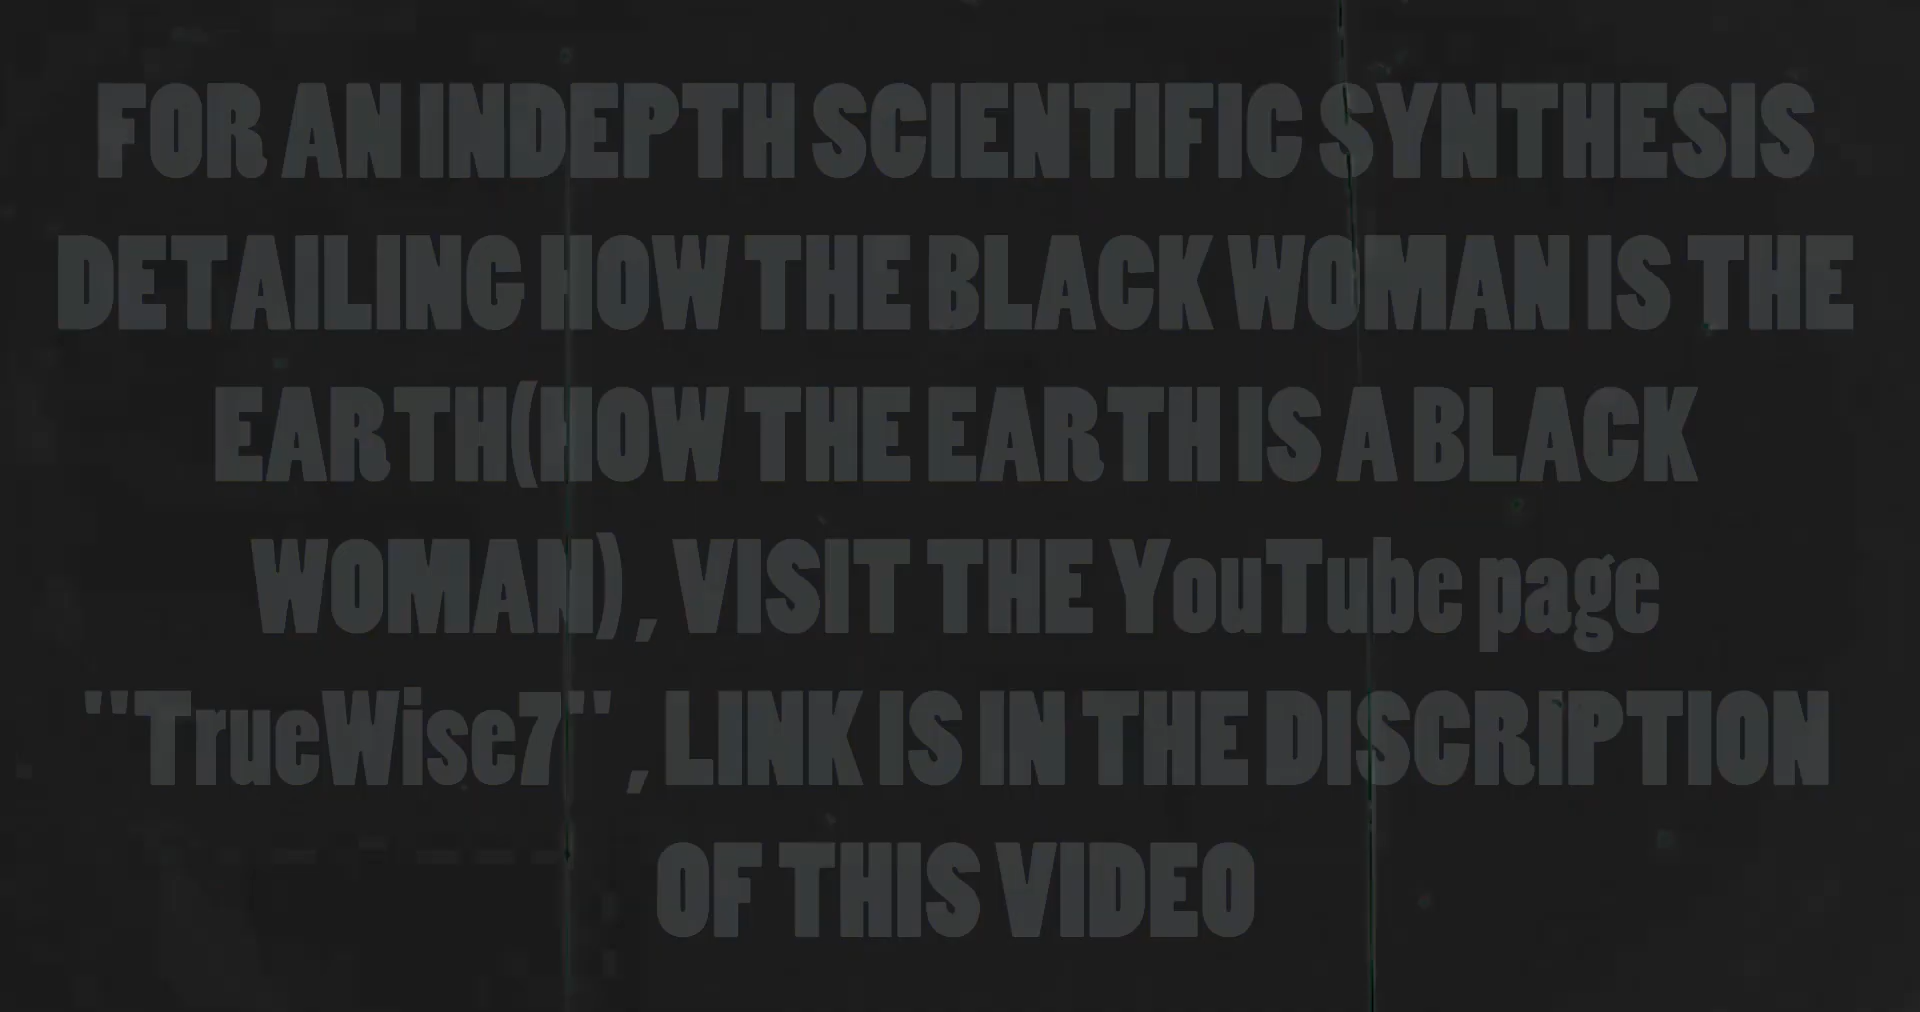 FOR AN INDEPTH SCIENTIFIC SYNTHESIS
DETAILING HOW THE BLACK WOMAN IS THE
EARTH(HOW THE EARTH IS A BLACK
WOMAN) , VISIT THE YouTube page
"TrueWise7" , LINK IS IN THE DISCRIPTION
OF THIS VIDEO